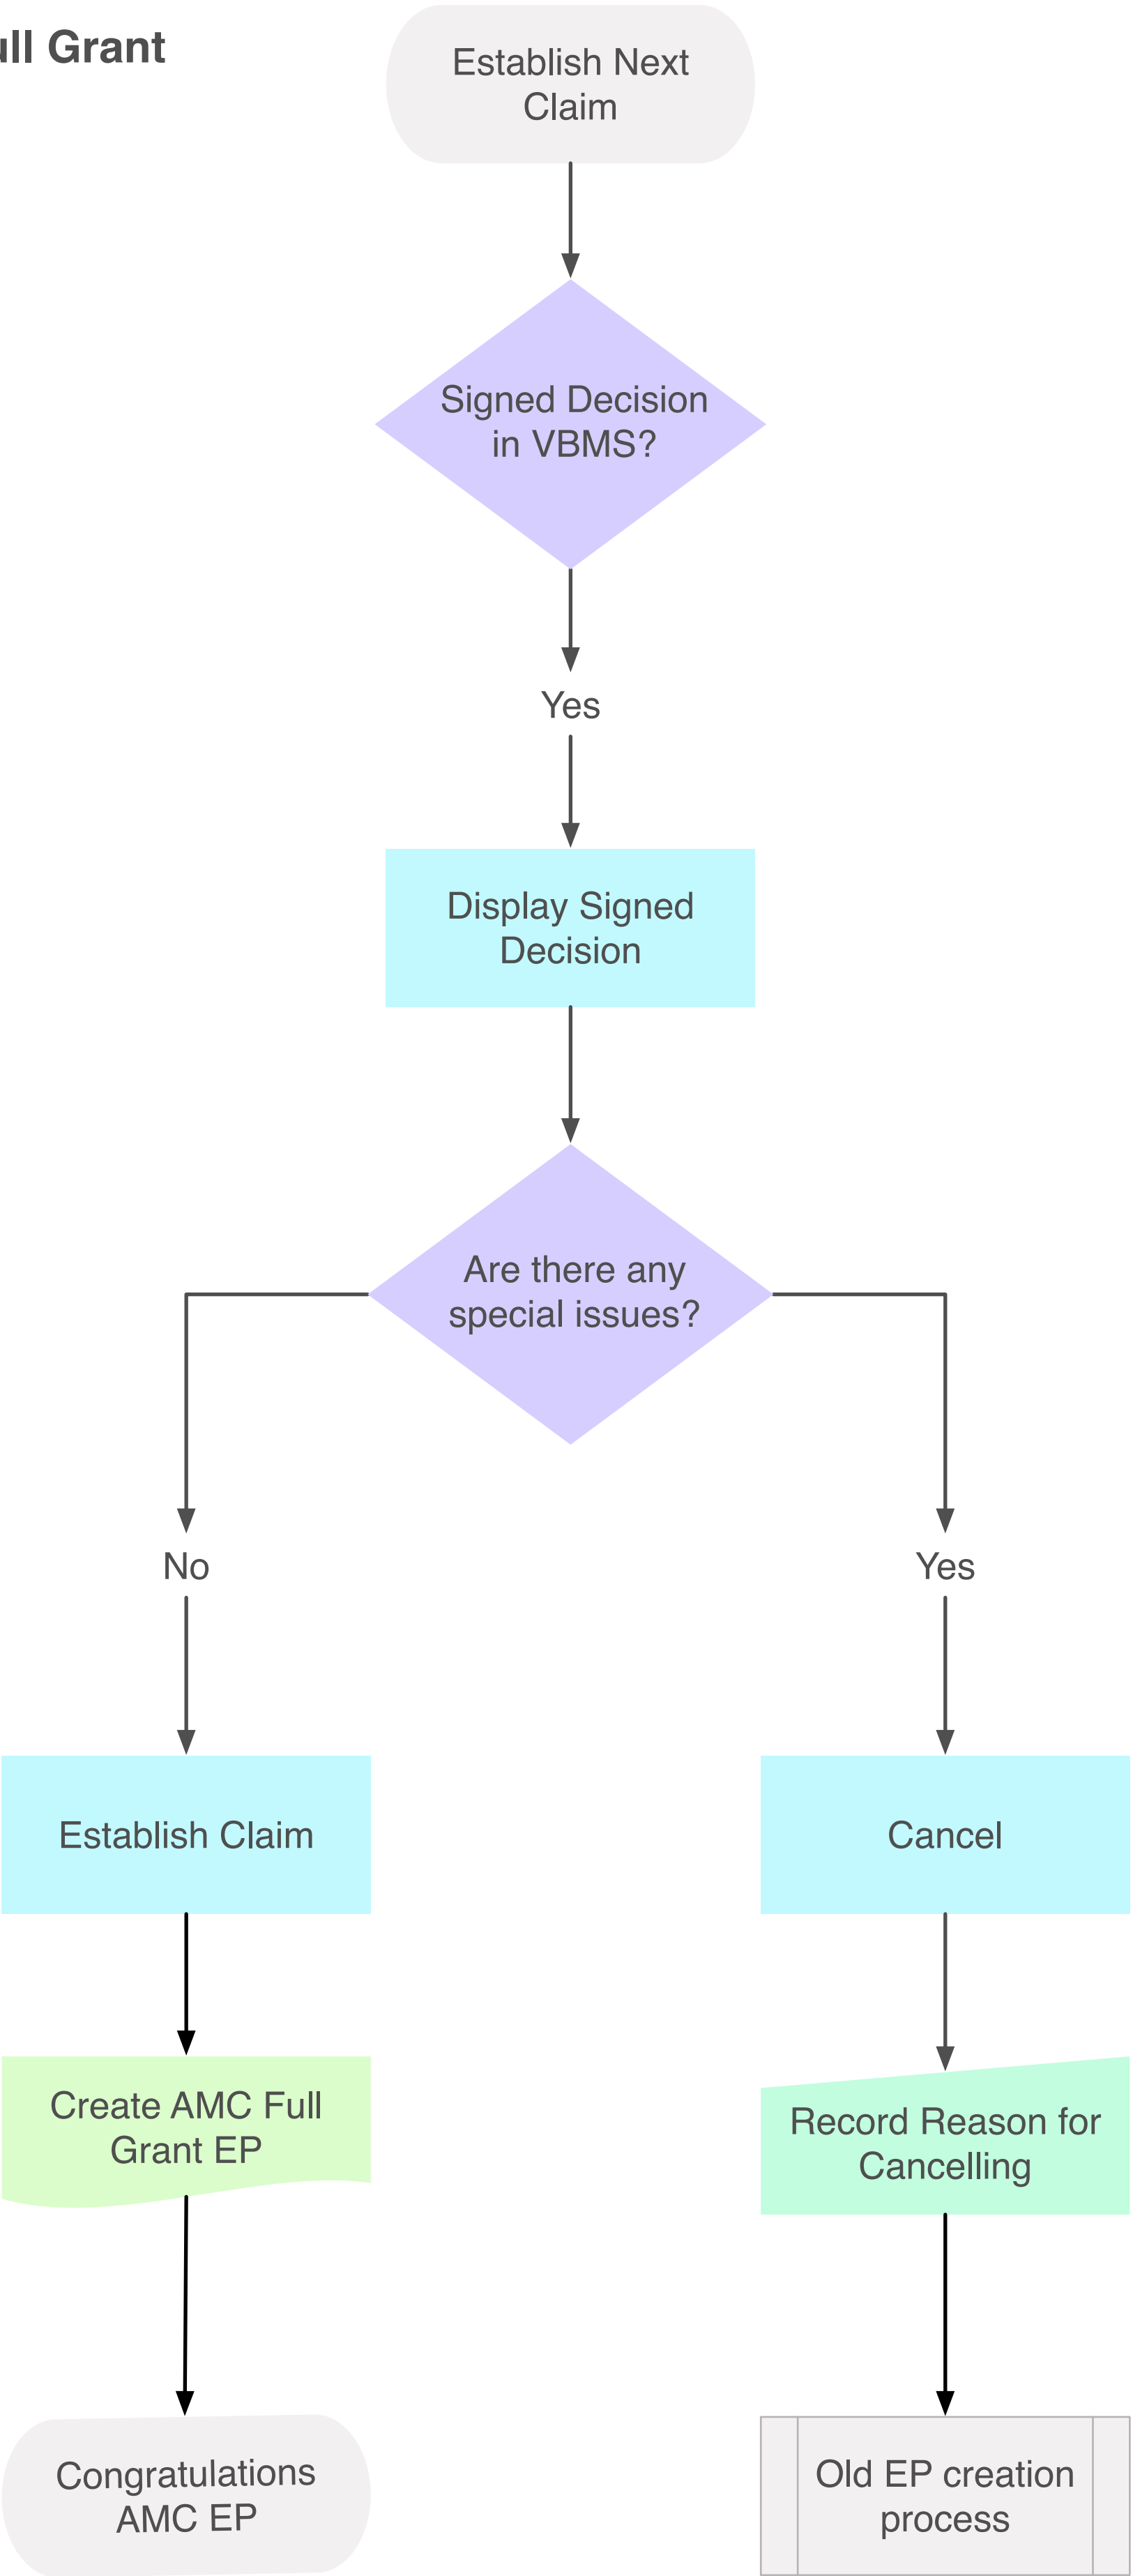 ull Grant
Establish Next
Claim
Signed Decision
in VBMS?
Yes
Display Signed
Decision
Are there any
special issues?
No
Yes
Establish Claim
Cancel
Create AMC Full
Grant EP
Record Reason for
Cancelling
Congratulations
AMC EP
Old EP creation
process